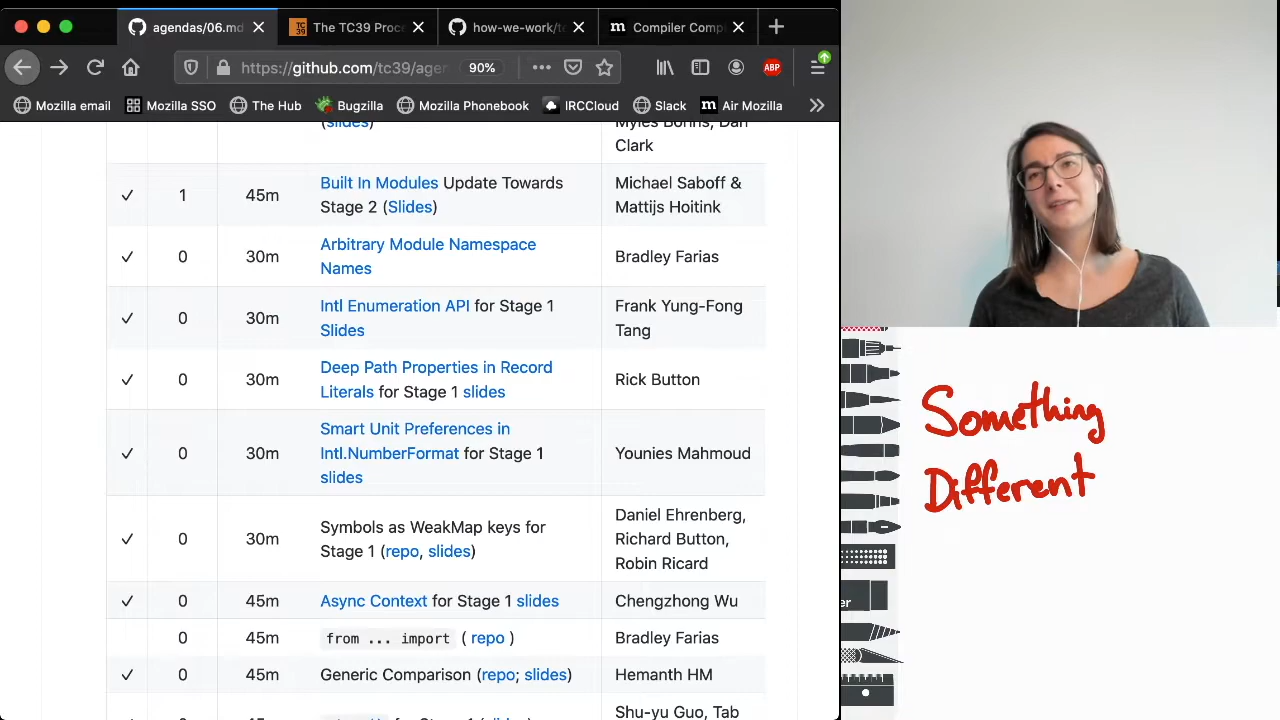 agendas/06.md
The TC39 Proce
how-we-work/te
Compiler Comp
https://github.com/tc39/agen
90%
ABP
Mozilla email
Mozilla SSO
The Hub
Bugzilla
Mozilla Phonebook
IRCCloud
Slack
Air Mozilla
(slides)
Myles Borins, Dan
Clark
✓ 1 45m Built In Modules Update Towards
Stage 2 (Slides)
Michael Saboff &
Mattijs Hoitink
✓ 0 30m Arbitrary Module Namespace
Names
Bradley Farias
✓ 0 30m Intl Enumeration API for Stage 1
Slides
Frank Yung-Fong
Tang
✓ 0 30m Deep Path Properties in Record
Literals for Stage 1 slides
Rick Button
✓ 0 30m Smart Unit Preferences in
Intl.NumberFormat for Stage 1
slides
Younies Mahmoud
✓ 0 30m Symbols as WeakMap keys for
Stage 1 (repo, slides)
Daniel Ehrenberg,
Richard Button,
Robin Ricard
✓ 0 45m Async Context for Stage 1 slides Chengzhong Wu
0 45m from ... import ( repo ) Bradley Farias
✓ 0 45m Generic Comparison (repo; slides) Hemanth HM
Shu-yu Guo, Tab
Something
Different
er